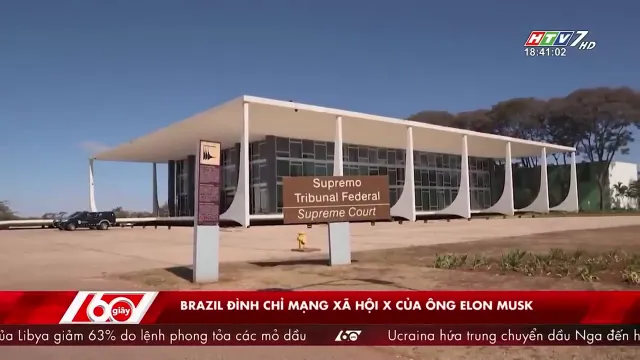 HTV7 HD
18:41:02
Supremo
Tribunal Federal
Supreme Court
60 giây
BRAZIL ĐÌNH CHỈ MẠNG XÃ HỘI X CỦA ÔNG ELON MUSK
của Libya giảm 63% do lệnh phong tỏa các mỏ dầu 60 Ucraina hứa trung chuyển dầu Nga đến h